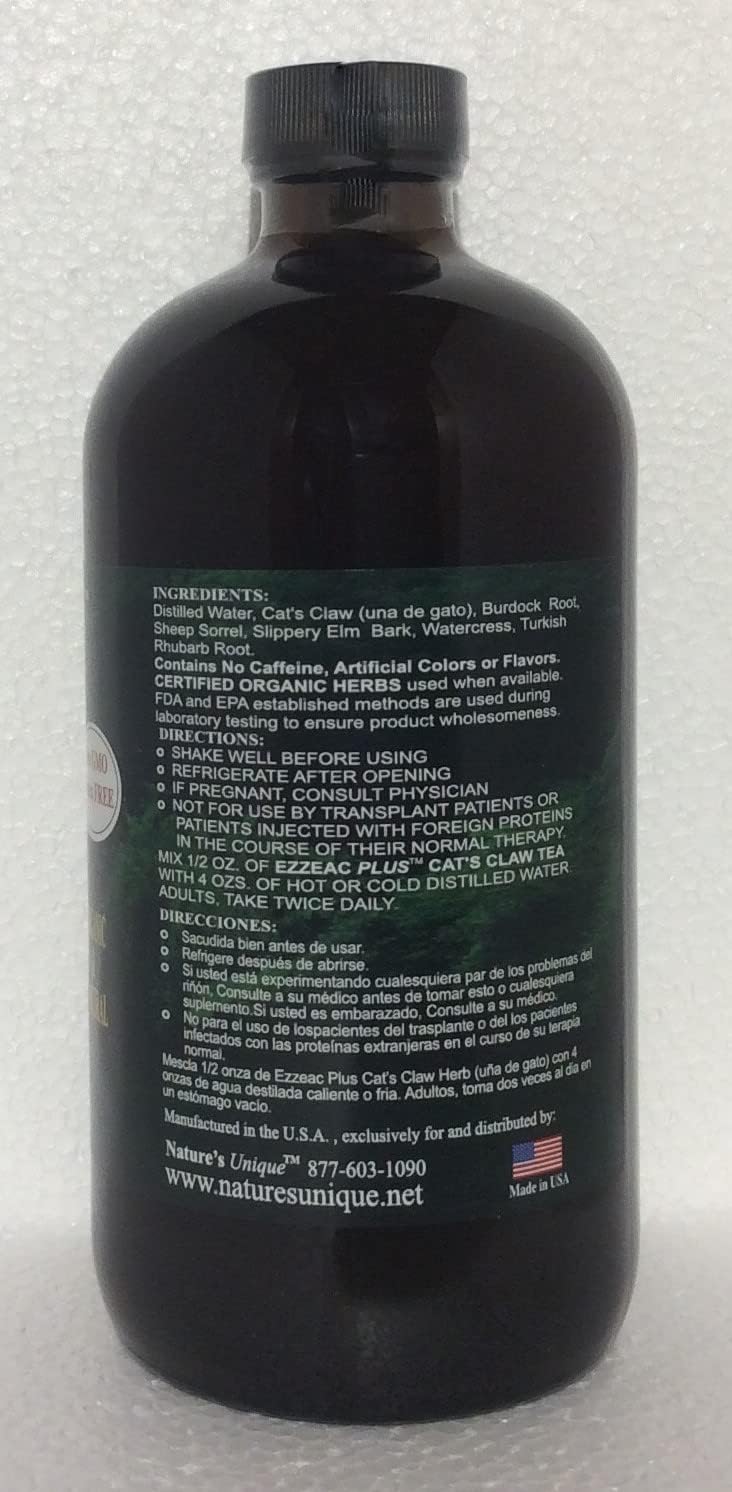 INGREDIENTS:
Distilled Water, Cat's Claw (una de gato), Burdock Root,
Sheep Sorrel, Slippery Elm Bark, Watercress, Turkish
Rhubarb Root.
Contains No Caffeine, Artificial Colors or Flavors.
CERTIFIED ORGANIC HERBS used when available.
FDA and EPA established methods are used during
laboratory testing to ensure product wholesomeness.
DIRECTIONS:
o SHAKE WELL BEFORE USING
o REFRIGERATE AFTER OPENING
o IF PREGNANT, CONSULT PHYSICIAN
o NOT FOR USE BY TRANSPLANT PATIENTS OR
PATIENTS INJECTED WITH FOREIGN PROTEINS
IN THE COURSE OF THEIR NORMAL THERAPY.
MIX 1/2 OZ. OF EZZEAC PLUS™ CAT'S CLAW TEA
WITH 4 OZS. OF HOT OR COLD DISTILLED WATER.
ADULTS, TAKE TWICE DAILY.
DIRECCIONES:
o Sacudida bien antes de usar.
o Refrigere después de abrirse.
o Si usted está experimentando cualesquiera par de los problemas del
riñón, Consulte a su médico antes de tomar esto o cualesquiera
suplemento.Si usted es embarazado, Consulte a su médico.
o No para el uso de lospacientes del trasplante o del los pacientes
infectados con las proteínas extranjeras en el curso de su terapia
normal.
Mescla 1/2 onza de Ezzeac Plus Cat's Claw Herb (uña de gato) con 4
onzas de agua destilada caliente o fria. Adultos, toma dos veces al día en
un estómago vacío.
Manufactured in the U.S.A. , exclusively for and distributed by:
Nature's Unique™ 877-603-1090
www.naturesunique.net
Made in USA
GMO
FREE